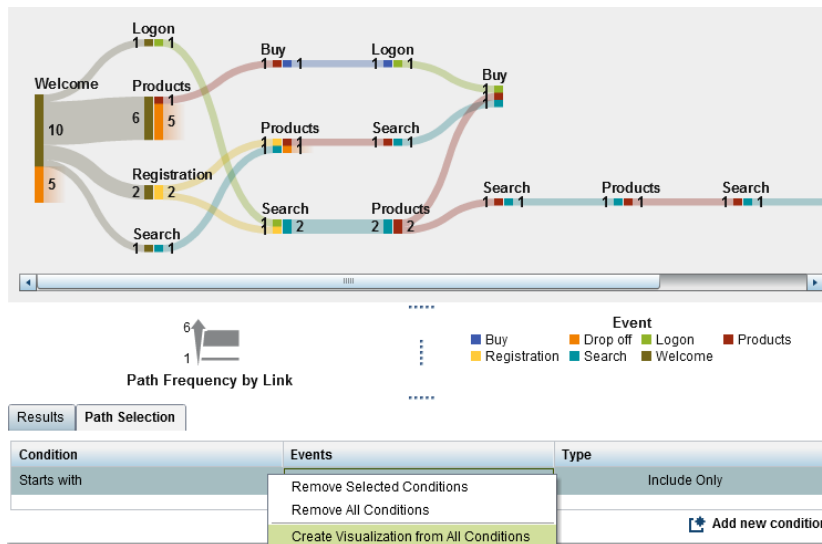 Logon
1 1
Buy
1 1
Logon
1 1
Buy
1
1
1
Welcome
10
5
Products
6 1
5
Products
1 1
1 1
Search
1 1
Registration
2 2
Search
1 1
Search
1 2
1
Products
2 2
Search
1 1
Products
1 1
Search
1 1
6
1
Path Frequency by Link
Event
Buy Drop off Logon Products
Registration Search Welcome
Results Path Selection
Condition Events Type
Starts with Include Only
Remove Selected Conditions
Remove All Conditions
Create Visualization from All Conditions
Add new condition